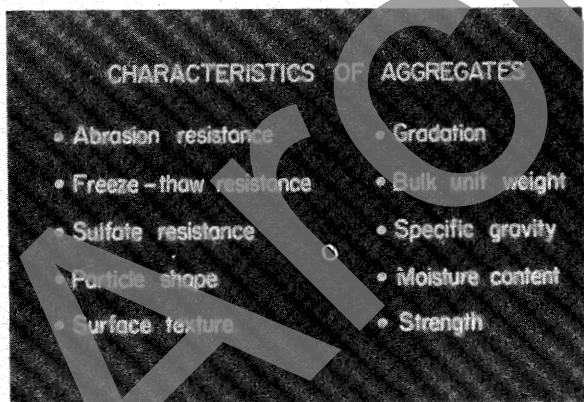 CHARACTERISTICS OF AGGREGATES
• Abrasion resistance
• Freeze-thaw resistance
• Sulfate resistance
• Particle shape
• Surface texture
• Gradation
• Bulk unit weight
• Specific gravity
• Moisture content
• Strength
Arc